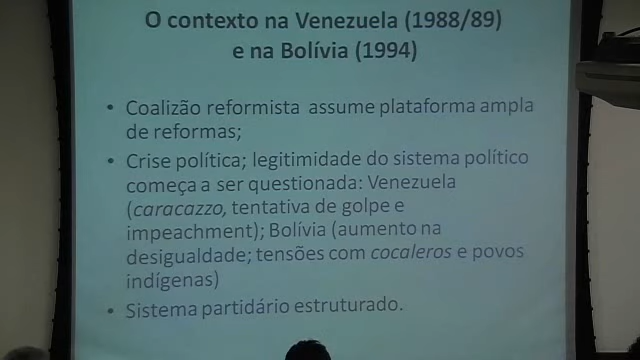 O contexto na Venezuela (1988/89)
e na Bolívia (1994)
• Coalizão reformista assume plataforma ampla
de reformas;
• Crise política; legitimidade do sistema político
começa a ser questionada: Venezuela
(caracazzo, tentativa de golpe e
impeachment); Bolívia (aumento na
desigualdade; tensões com cocaleros e povos
indígenas)
• Sistema partidário estruturado.